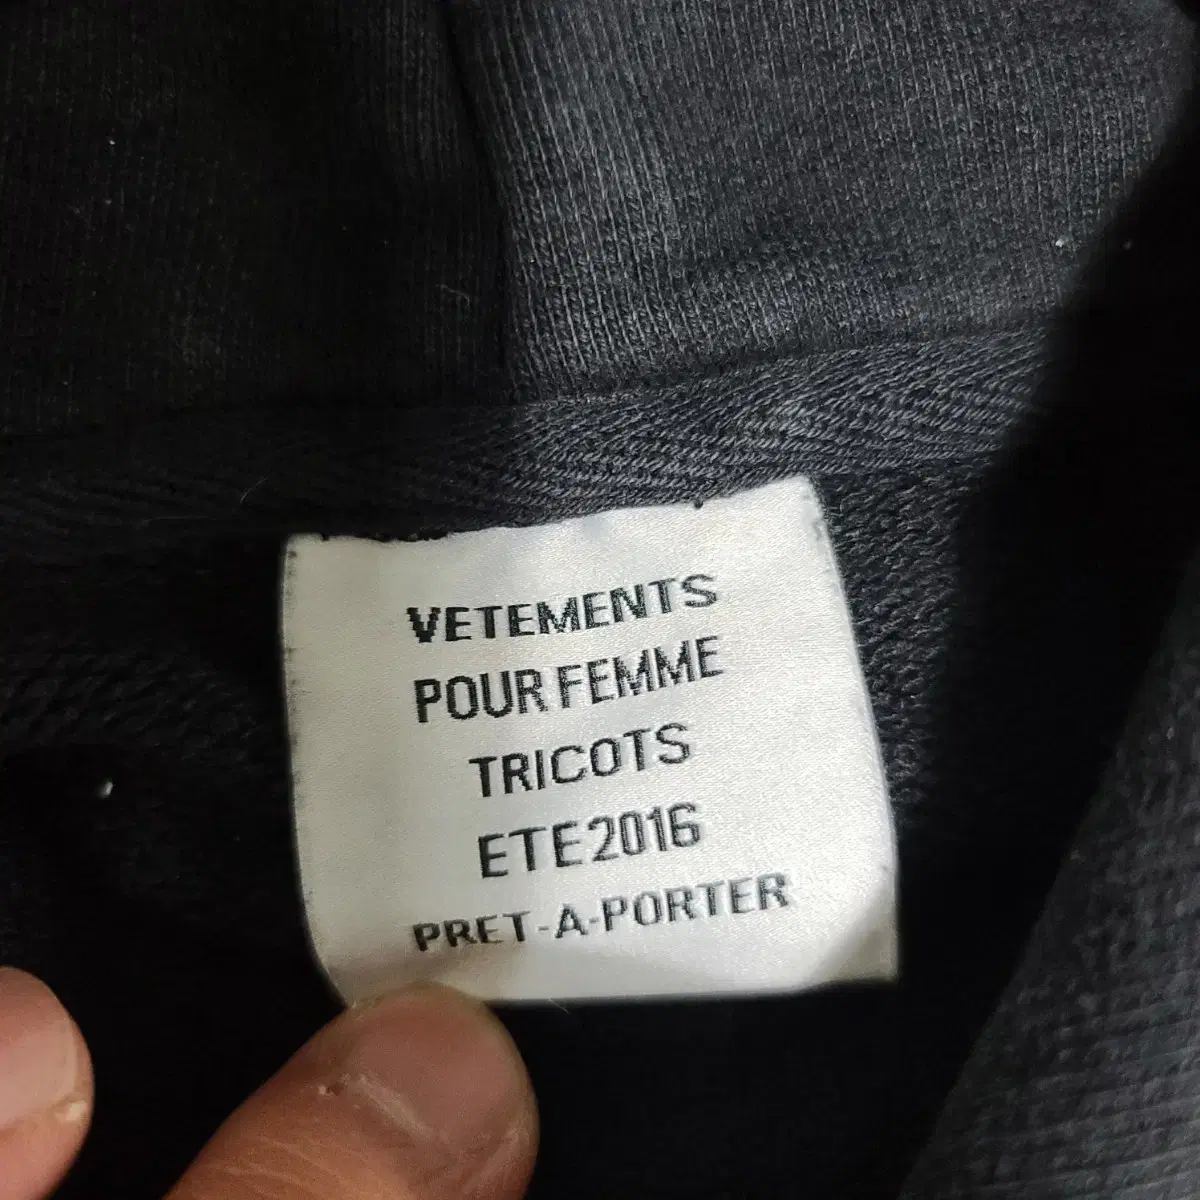 VETEMENTS
POUR FEMME
TRICOTS
ETE 2016
PRET-A-PORTER